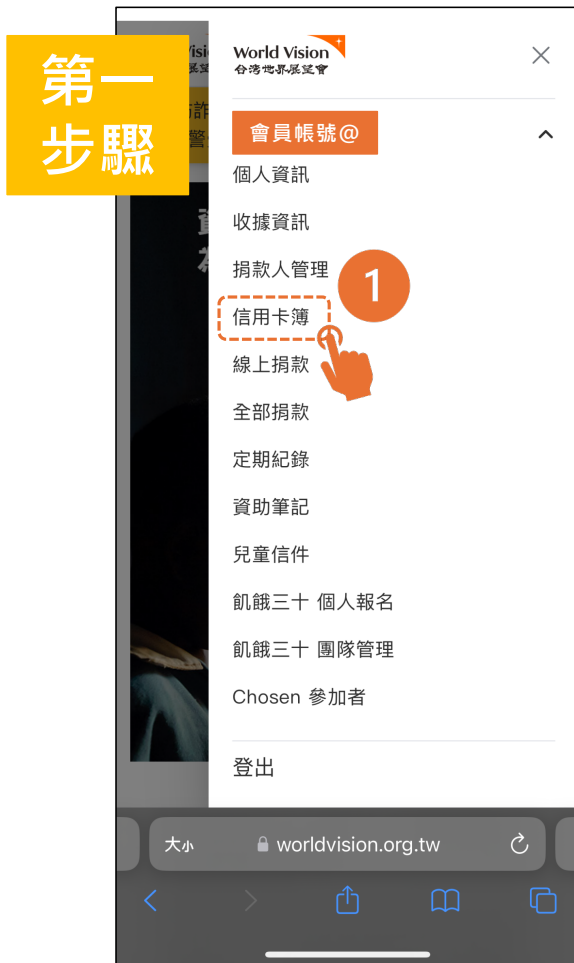 第一
步驟
World Vision
台灣世界展望會
會員帳號@
個人資訊
收據資訊
捐款人管理
1
信用卡簿
線上捐款
全部捐款
定期紀錄
資助筆記
兒童信件
飢餓三十 個人報名
飢餓三十 團隊管理
Chosen 參加者
登出
大小
worldvision.org.tw